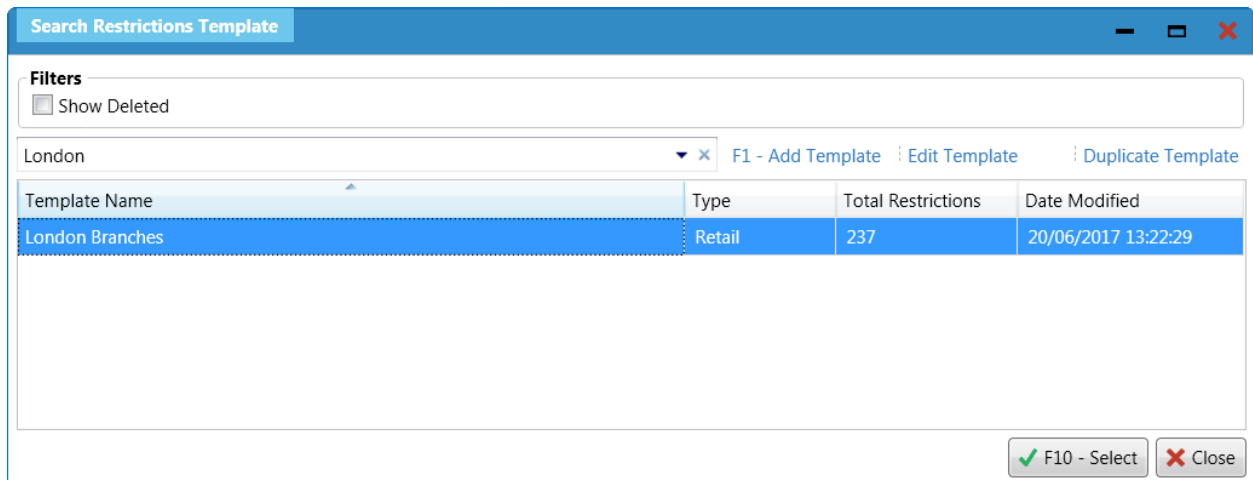 Search Restrictions Template
Filters
Show Deleted
London F1 - Add Template Edit Template Duplicate Template
Template Name Type Total Restrictions Date Modified
London Branches Retail 237 20/06/2017 13:22:29
F10 - Select Close